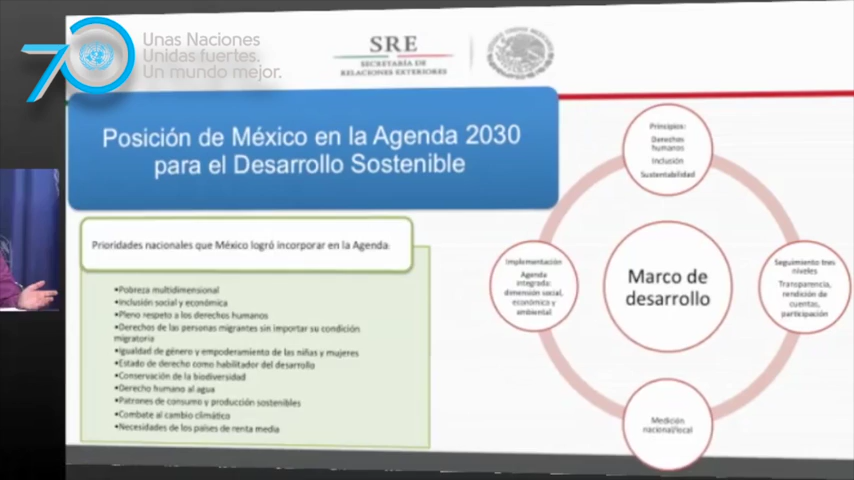 70
Unas Naciones
Unidas fuertes.
Un mundo mejor.
SRE
SECRETARÍA DE
RELACIONES EXTERIORES
Posición de México en la Agenda 2030
para el Desarrollo Sostenible
Prioridades nacionales que México logró incorporar en la Agenda:
•Pobreza multidimensional
•Inclusión social y económica
•Pleno respeto a los derechos humanos
•Derechos de las personas migrantes sin importar su condición
migratoria
•Igualdad de género y empoderamiento de las niñas y mujeres
•Estado de derecho como habilitador del desarrollo
•Conservación de la biodiversidad
•Derecho humano al agua
•Patrones de consumo y producción sostenibles
•Combate al cambio climático
•Necesidades de los países de renta media
Principios:
Derechos
humanos
Inclusión
Sustentabilidad
Implementación
Agenda
integrada:
dimensión social,
económico y
ambiental
Marco de
desarrollo
Seguimiento tres
niveles
Transparencia,
rendición de
cuentas,
participación
Medición
nacional/local